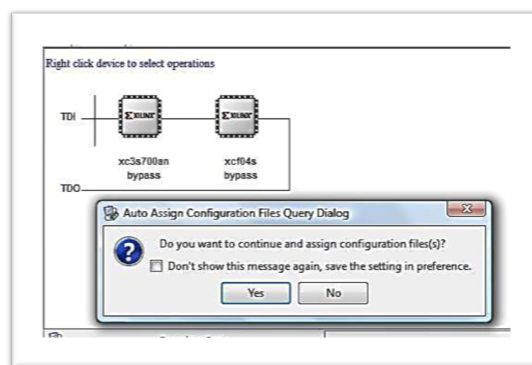 Right click device to select operations
TDI
XILINX XILINX
xc3s700an xcf04s
bypass bypass
TDO
Auto Assign Configuration Files Query Dialog
Do you want to continue and assign configuration files(s)?
Don't show this message again, save the setting in preference.
Yes No